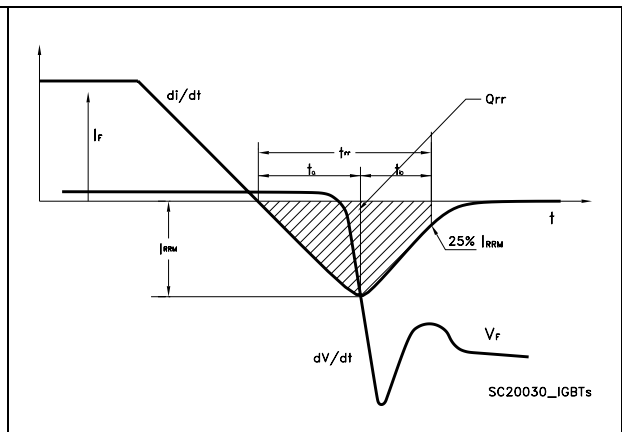 di/dt
Qrr
IF
trr
ta
tb
t
IRRM
25% IRRM
dV/dt
VF
SC20030_IGBTs